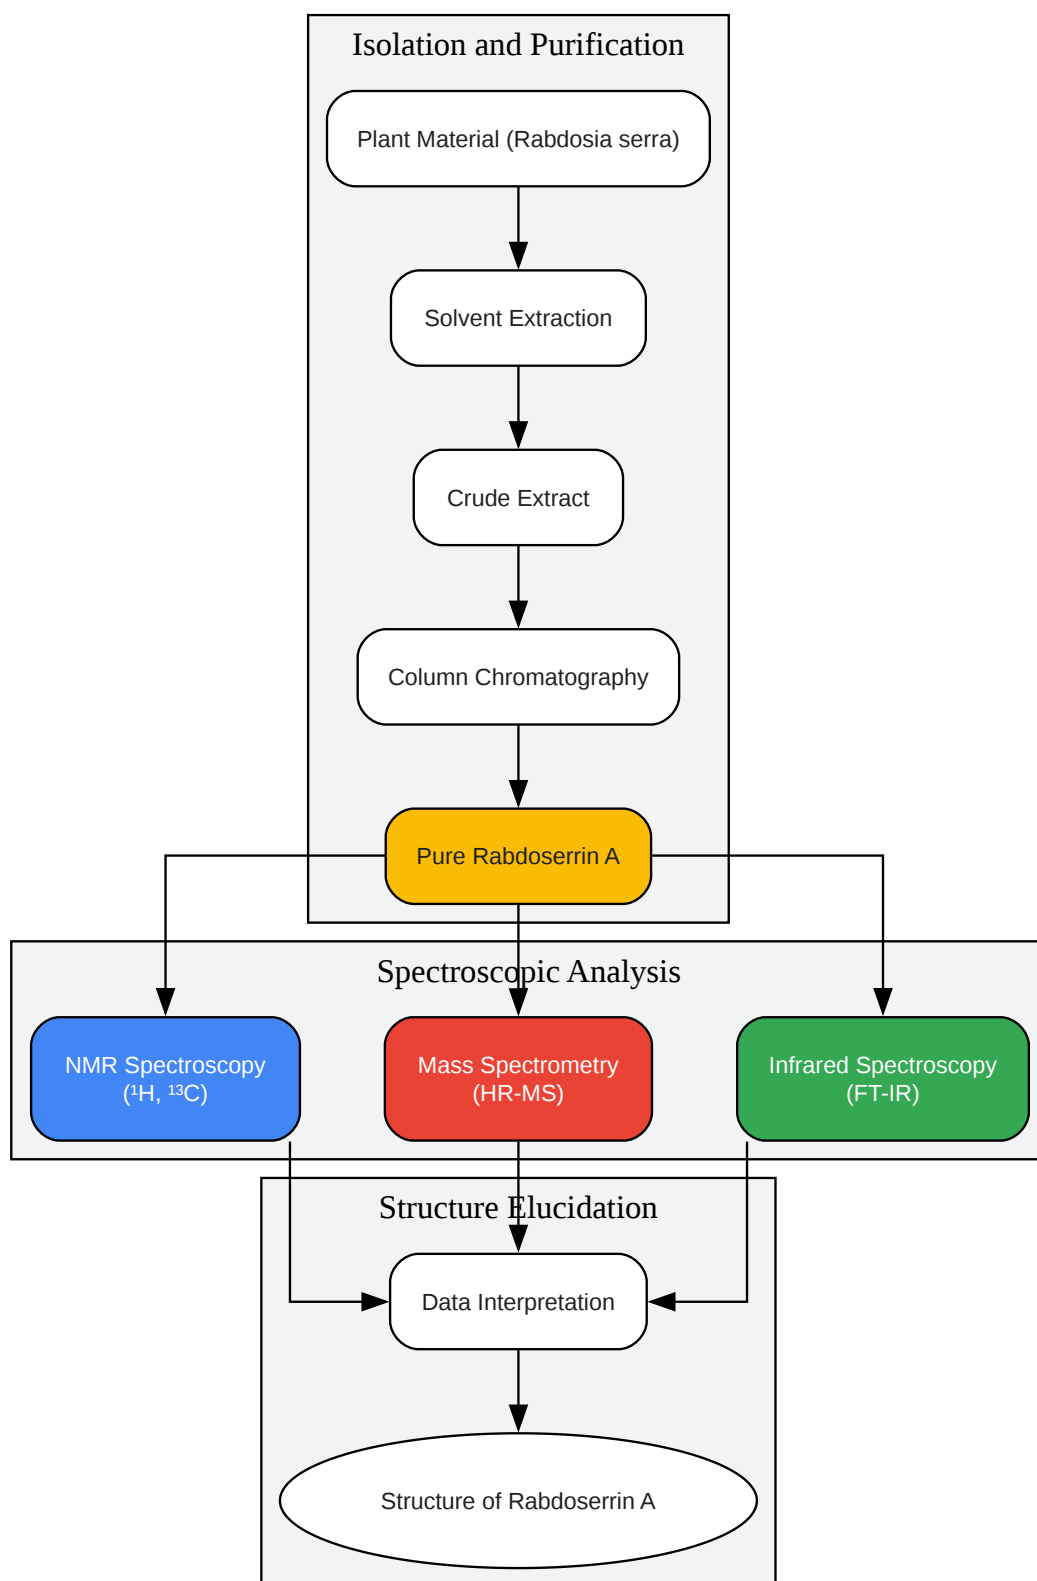 Isolation and Purification
Plant Material (Rabdosia serra)
Solvent Extraction
Crude Extract
Column Chromatography
Pure Rabdoserrin A
Spectroscopic Analysis
NMR Spectroscopy
(¹H, ¹³C)
Mass Spectrometry
(HR-MS)
Infrared Spectroscopy
(FT-IR)
Structure Elucidation
Data Interpretation
Structure of Rabdoserrin A